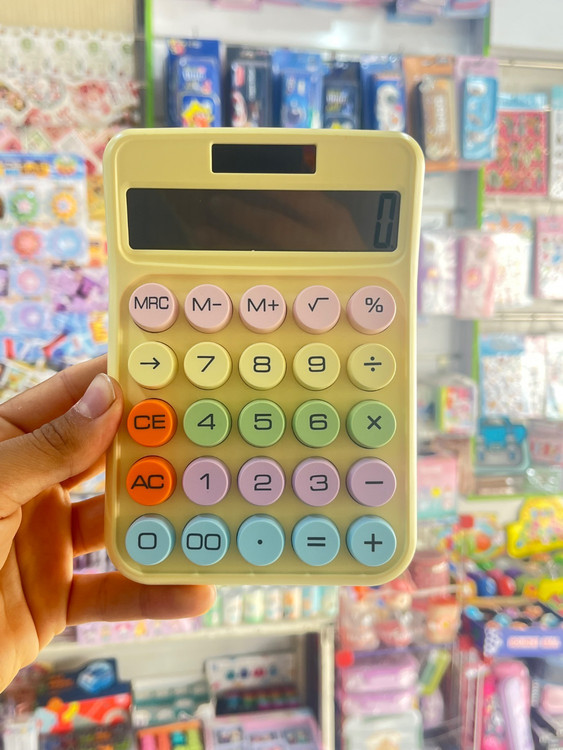 0
MRC M- M+ √ %
→ 7 8 9 ÷
CE 4 5 6 ×
AC 1 2 3 −
0 00 · = +